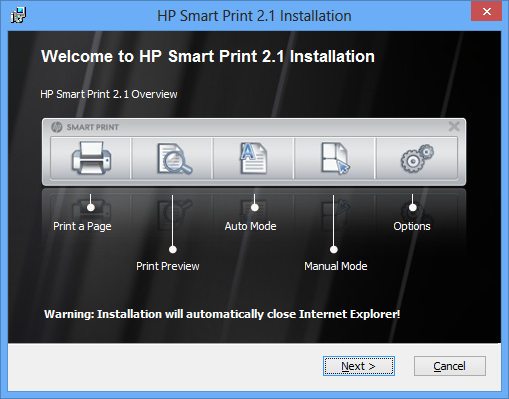 HP Smart Print 2.1 Installation
Welcome to HP Smart Print 2.1 Installation
HP Smart Print 2.1 Overview
hp SMART PRINT
A
Print a Page
Auto Mode
Options
Print Preview
Manual Mode
Warning: Installation will automatically close Internet Explorer!
Next >
Cancel